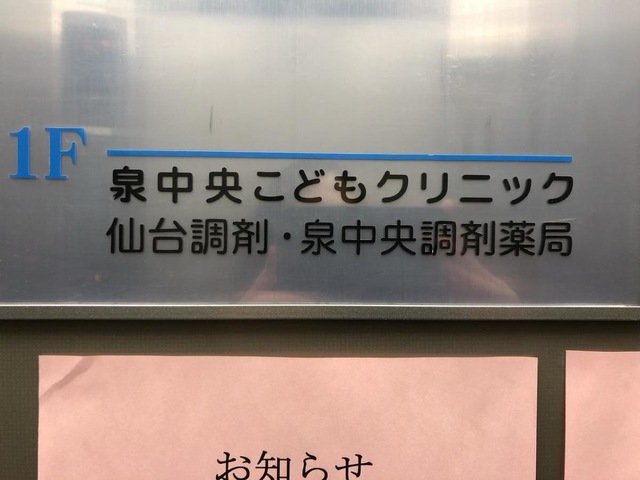 1F
泉中央こどもクリニック
仙台調剤・泉中央調剤薬局
お知らせ